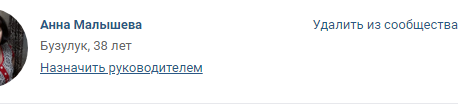 Анна Малышева
Удалить из сообщества
Бузулук, 38 лет
Назначить руководителем